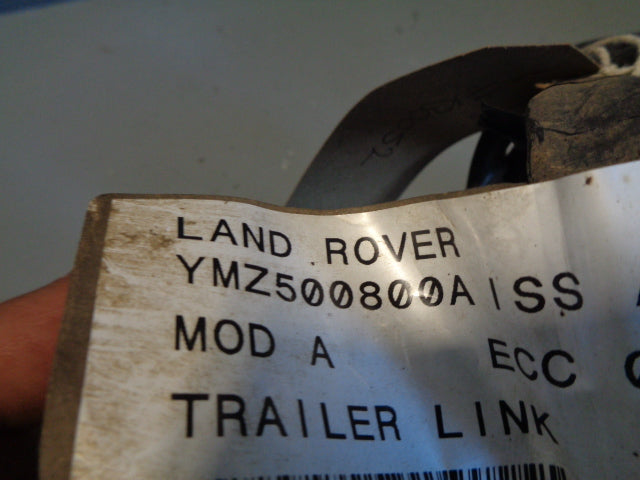 LAND ROVER
YMZ500800A ISS
MOD A ECC
TRAILER LINK